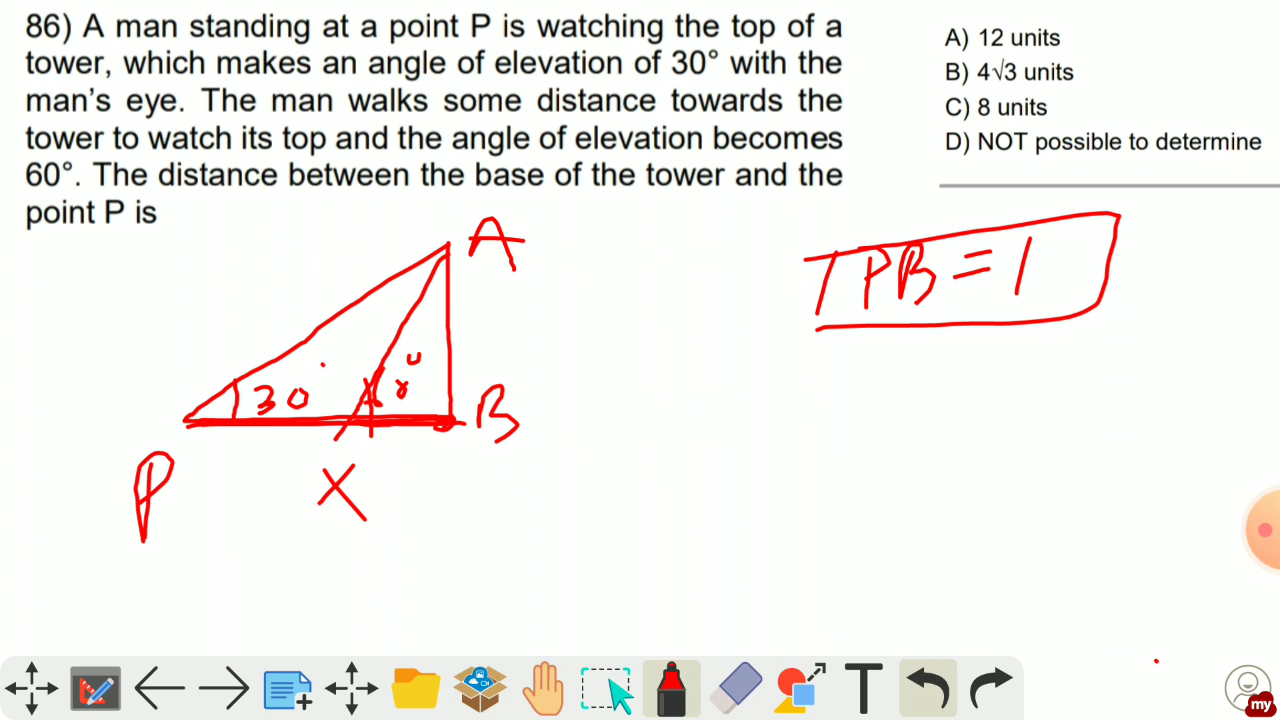 86) A man standing at a point P is watching the top of a
tower, which makes an angle of elevation of 30° with the
man's eye. The man walks some distance towards the
tower to watch its top and the angle of elevation becomes
60°. The distance between the base of the tower and the
point P is
A) 12 units
B) 4√3 units
C) 8 units
D) NOT possible to determine
PB = 1
A
30°
B
P
X
T
my